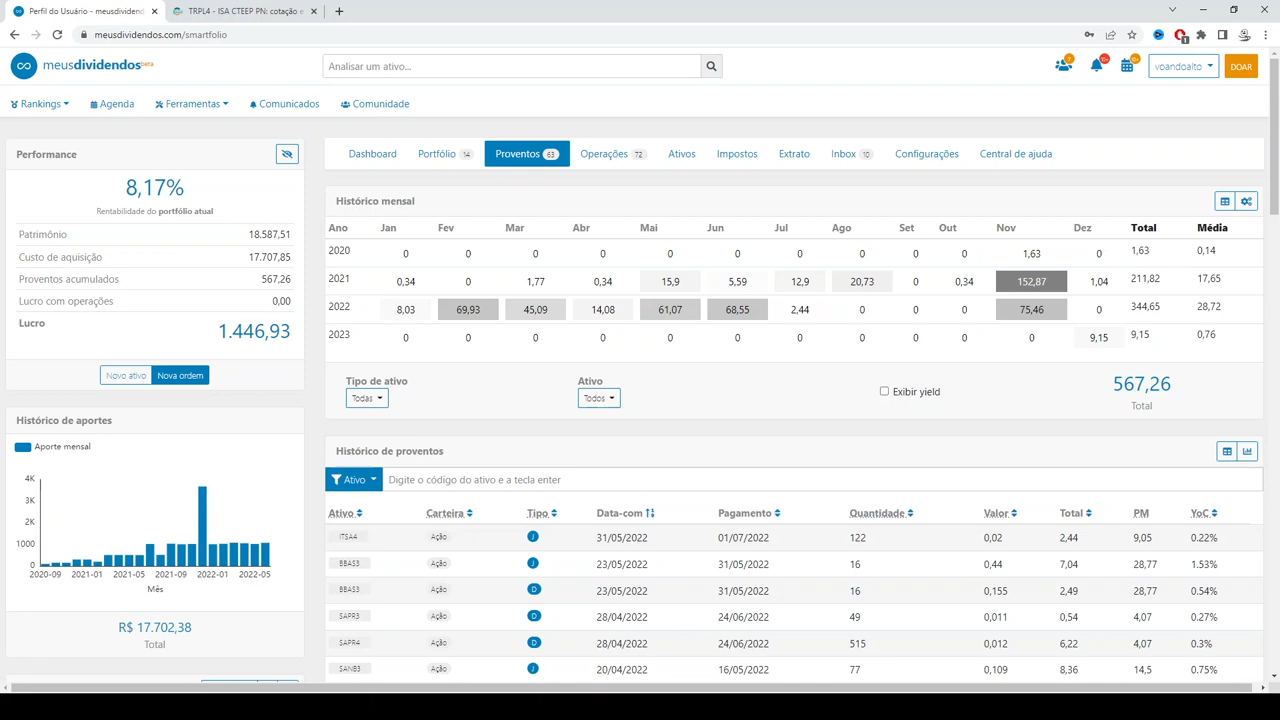 Perfil do Usuário - meusdividend
TRPL4 - ISA CTEEP PN: cotação e
meusdividendos.com/smartfolio
meusdividendos beta
Analisar um ativo...
7
10+
10+
voandoalto
DOAR
Rankings
Agenda
Ferramentas
Comunicados
Comunidade
Performance
8,17%
Rentabilidade do portfólio atual
Patrimônio 18.587,51
Custo de aquisição 17.707,85
Proventos acumulados 567,26
Lucro com operações 0,00
Lucro 1.446,93
Novo ativo Nova ordem
Histórico de aportes
Aporte mensal
4K
3K
2K
1000
0
2020-09 2021-01 2021-05 2021-09 2022-01 2022-05
Mês
R$ 17.702,38
Total
Dashboard Portfólio 14 Proventos 63 Operações 72 Ativos Impostos Extrato Inbox 10 Configurações Central de ajuda
Histórico mensal
Ano Jan Fev Mar Abr Mai Jun Jul Ago Set Out Nov Dez Total Média
2020 0 0 0 0 0 0 0 0 0 0 1,63 0 1,63 0,14
2021 0,34 0 1,77 0,34 15,9 5,59 12,9 20,73 0 0,34 152,87 1,04 211,82 17,65
2022 8,03 69,93 45,09 14,08 61,07 68,55 2,44 0 0 0 75,46 0 344,65 28,72
2023 0 0 0 0 0 0 0 0 0 0 0 9,15 9,15 0,76
Tipo de ativo
Todas
Ativo
Todos
Exibir yield
567,26
Total
Histórico de proventos
Ativo
Digite o código do ativo e a tecla enter
Ativo Carteira Tipo Data-com Pagamento Quantidade Valor Total PM YoC
ITSA4 Ação J 31/05/2022 01/07/2022 122 0,02 2,44 9,05 0.22%
BBAS3 Ação J 23/05/2022 31/05/2022 16 0,44 7,04 28,77 1.53%
BBAS3 Ação D 23/05/2022 31/05/2022 16 0,155 2,49 28,77 0.54%
SAPR3 Ação D 28/04/2022 24/06/2022 49 0,011 0,54 4,07 0.27%
SAPR4 Ação D 28/04/2022 24/06/2022 515 0,012 6,22 4,07 0.3%
SANB3 Ação J 20/04/2022 16/05/2022 77 0,109 8,36 14,5 0.75%